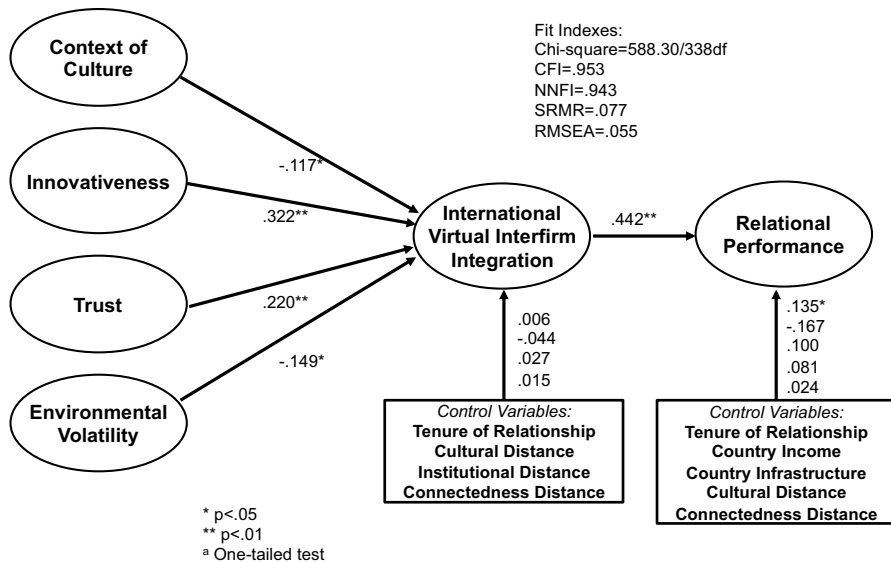 Context of
Culture
Fit Indexes:
Chi-square=588.30/338df
CFI=.953
NNFI=.943
SRMR=.077
RMSEA=.055
Innovativeness
-.117*
.322**
International
Virtual Interfirm
Integration
.442**
Relational
Performance
Trust
.220**
-.149*
Environmental
Volatility
.006
-.044
.027
.015
.135*
-.167
.100
.081
.024
Control Variables:
Tenure of Relationship
Cultural Distance
Institutional Distance
Connectedness Distance
Control Variables:
Tenure of Relationship
Country Income
Country Infrastructure
Cultural Distance
Connectedness Distance
* p<.05
** p<.01
ᵃ One-tailed test